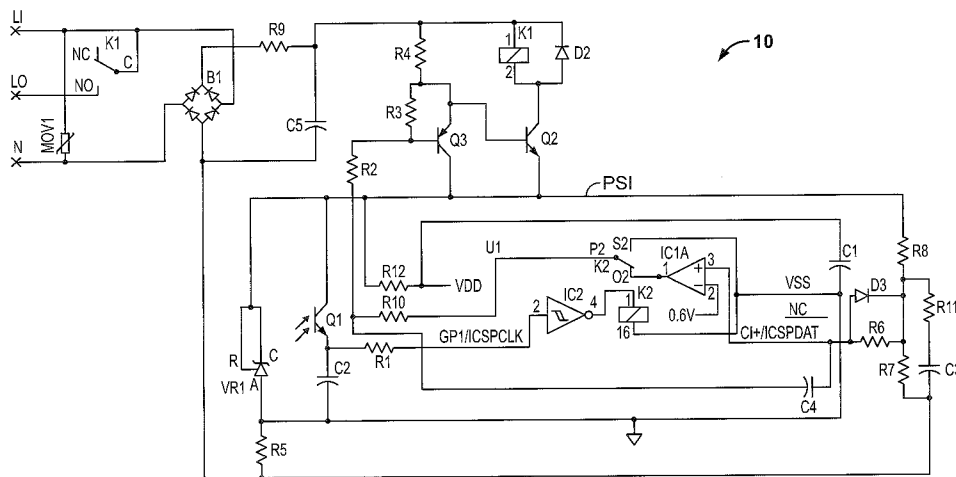 LI
K1
NC
C
LO
NO
N
MOV1
B1
R9
C5
R4
R3
R2
Q3
K1
1
2
D2
Q2
10
PSI
U1
R12
VDD
R10
Q1
R1
GP1/ICSPCLK
C2
R
C
A
VR1
R5
P2
S2
K2
O2
IC1A
1
+
3
−
2
0.6V
IC2
2
4
K2
1
16
VSS
NC
CI+/ICSPDAT
C1
R8
D3
R11
R6
R7
C4